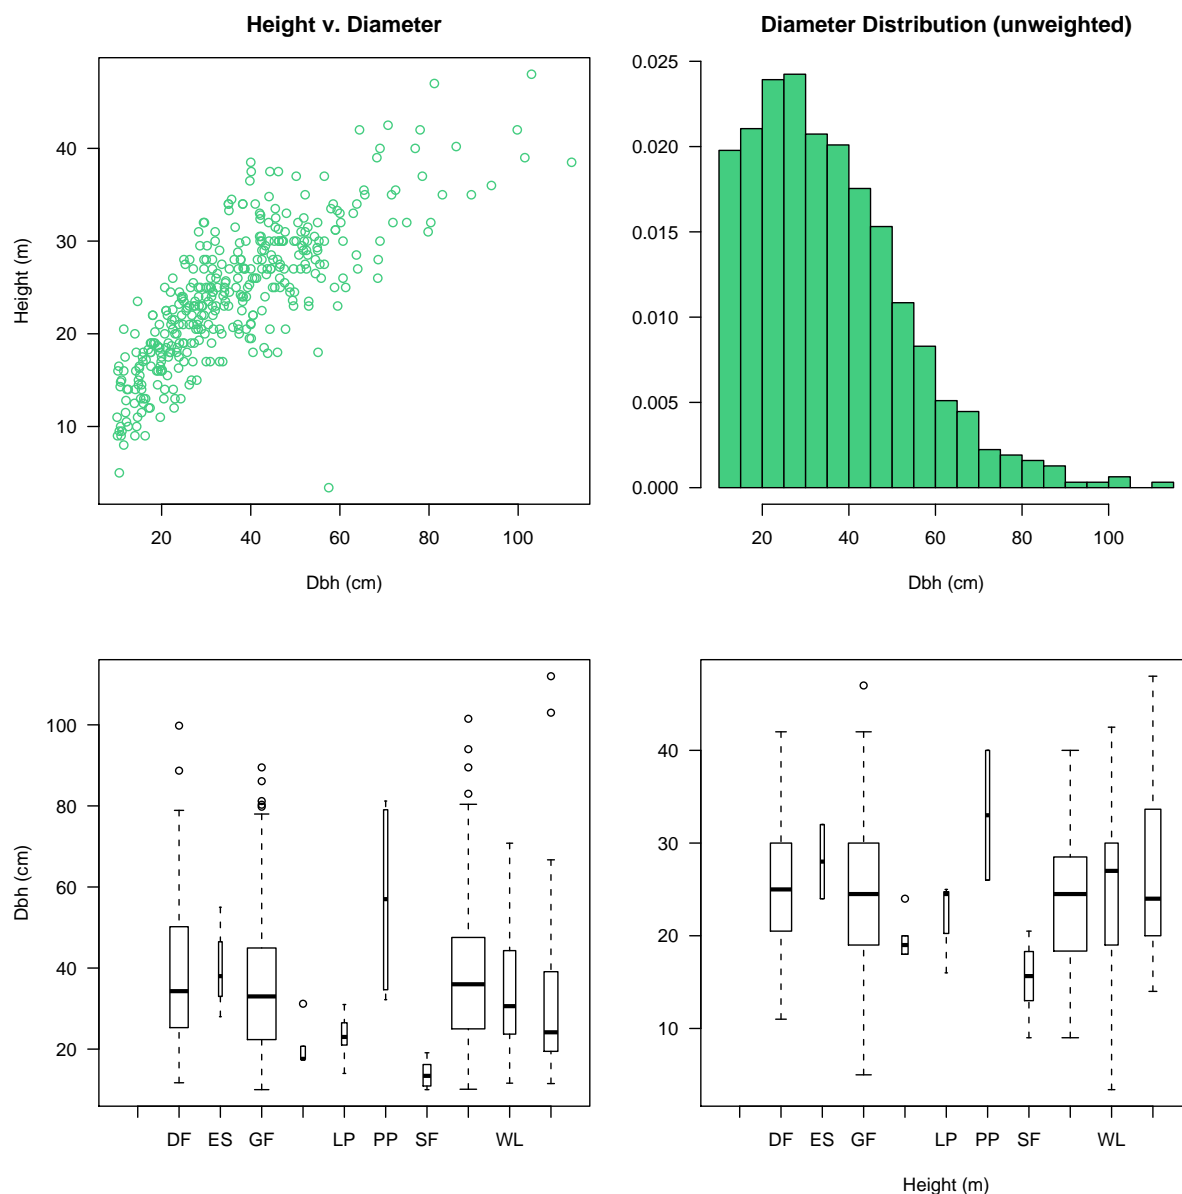 Height v. Diameter
Height (m)
40
30
20
10
20 40 60 80 100
Dbh (cm)
Diameter Distribution (unweighted)
0.025
0.020
0.015
0.010
0.005
0.000
20 40 60 80 100
Dbh (cm)
Dbh (cm)
100
80
60
40
20
DF ES GF LP PP SF WL
40
30
20
10
DF ES GF LP PP SF WL
Height (m)